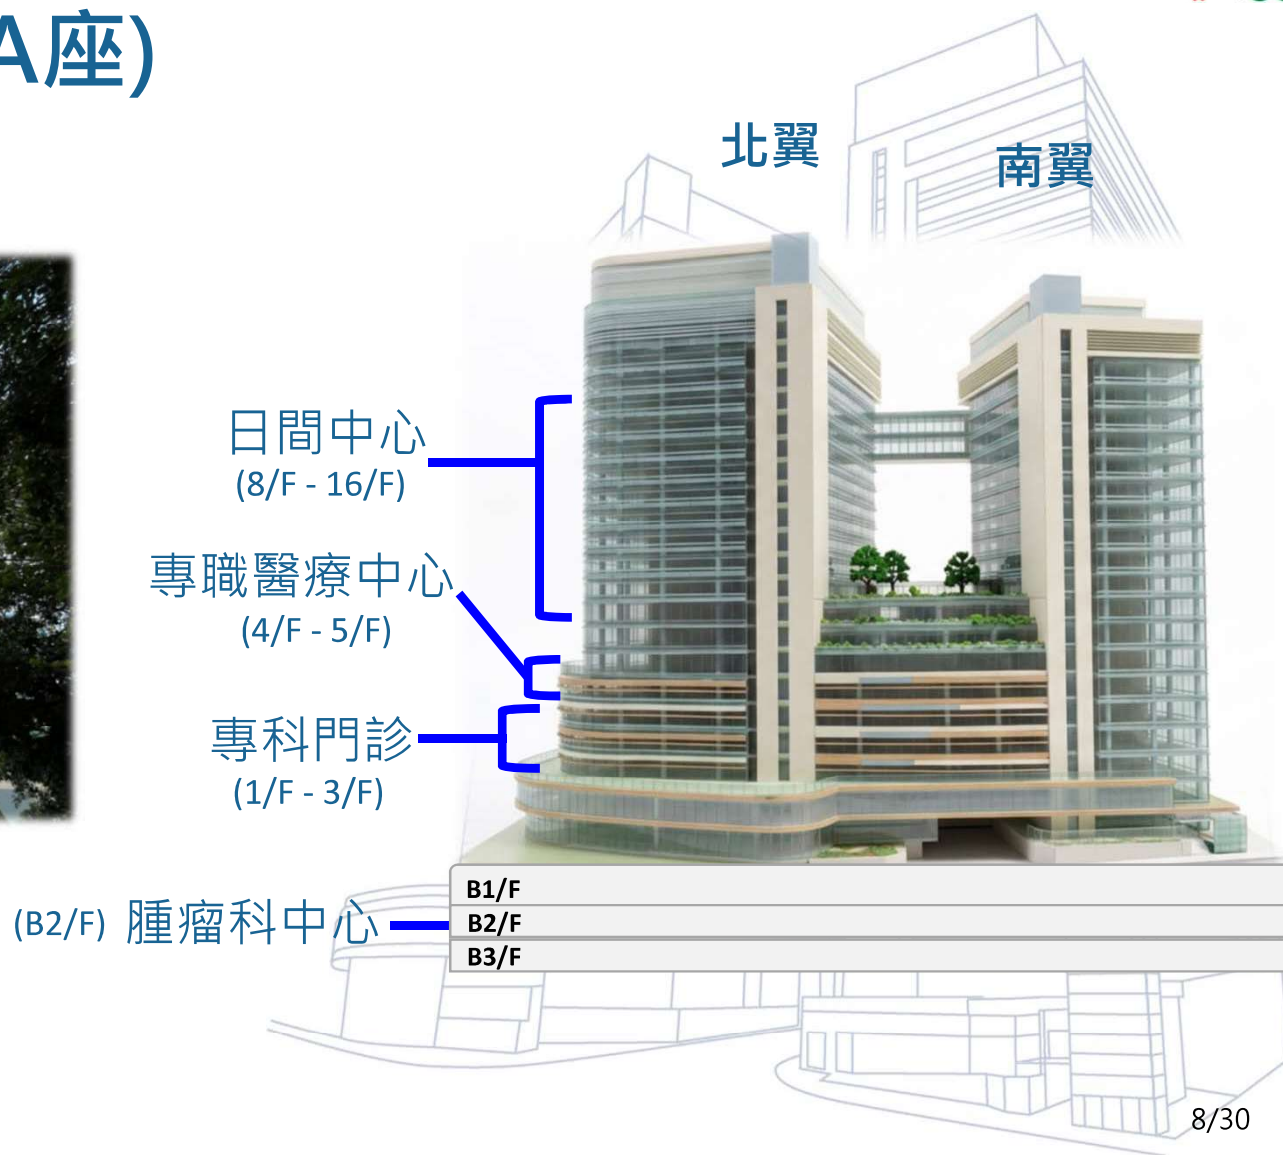 A座)
北翼
南翼
日間中心
(8/F - 16/F)
專職醫療中心
(4/F - 5/F)
專科門診
(1/F - 3/F)
(B2/F) 腫瘤科中心
B1/F
B2/F
B3/F
8/30